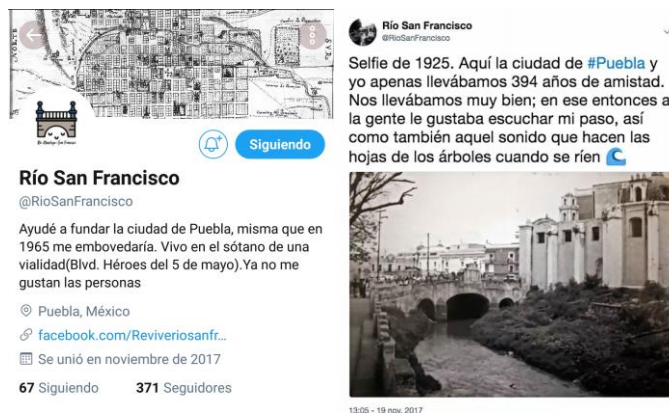 Siguiendo
Río San Francisco
@RioSanFrancisco
Ayudé a fundar la ciudad de Puebla, misma que en
1965 me embovedaría. Vivo en el sótano de una
vialidad(Blvd. Héroes del 5 de mayo).Ya no me
gustan las personas
Puebla, México
facebook.com/Reviveriosanfr...
Se unió en noviembre de 2017
67 Siguiendo 371 Seguidores
Río San Francisco
@RioSanFrancisco
Selfie de 1925. Aquí la ciudad de #Puebla y
yo apenas llevábamos 394 años de amistad.
Nos llevábamos muy bien; en ese entonces a
la gente le gustaba escuchar mi paso, así
como también aquel sonido que hacen las
hojas de los árboles cuando se ríen
13:05 - 19 nov. 2017